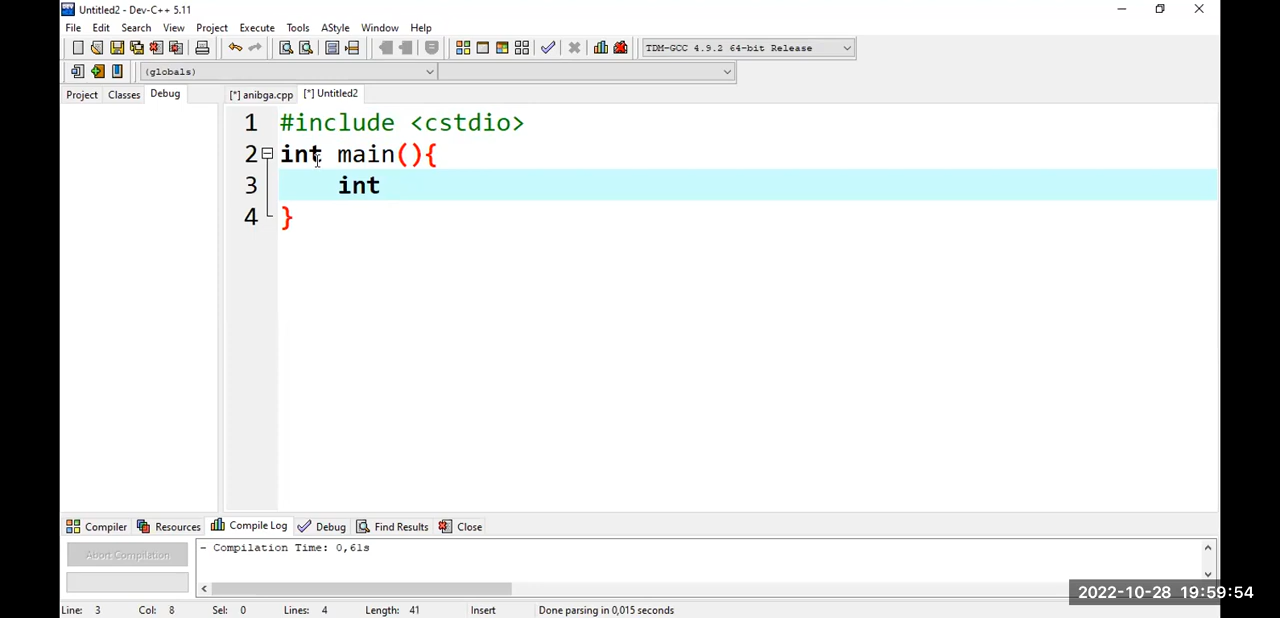 Untitled2 - Dev-C++ 5.11
File Edit Search View Project Execute Tools AStyle Window Help
TDM-GCC 4.9.2 64-bit Release
(globals)
Project Classes Debug [*] anibga.cpp [*] Untitled2
1 #include <cstdio>
2 int main(){
3 int
4 }
Compiler Resources Compile Log Debug Find Results Close
Abort Compilation
- Compilation Time: 0,61s
2022-10-28 19:59:54
Line: 3 Col: 8 Sel: 0 Lines: 4 Length: 41 Insert Done parsing in 0,015 seconds